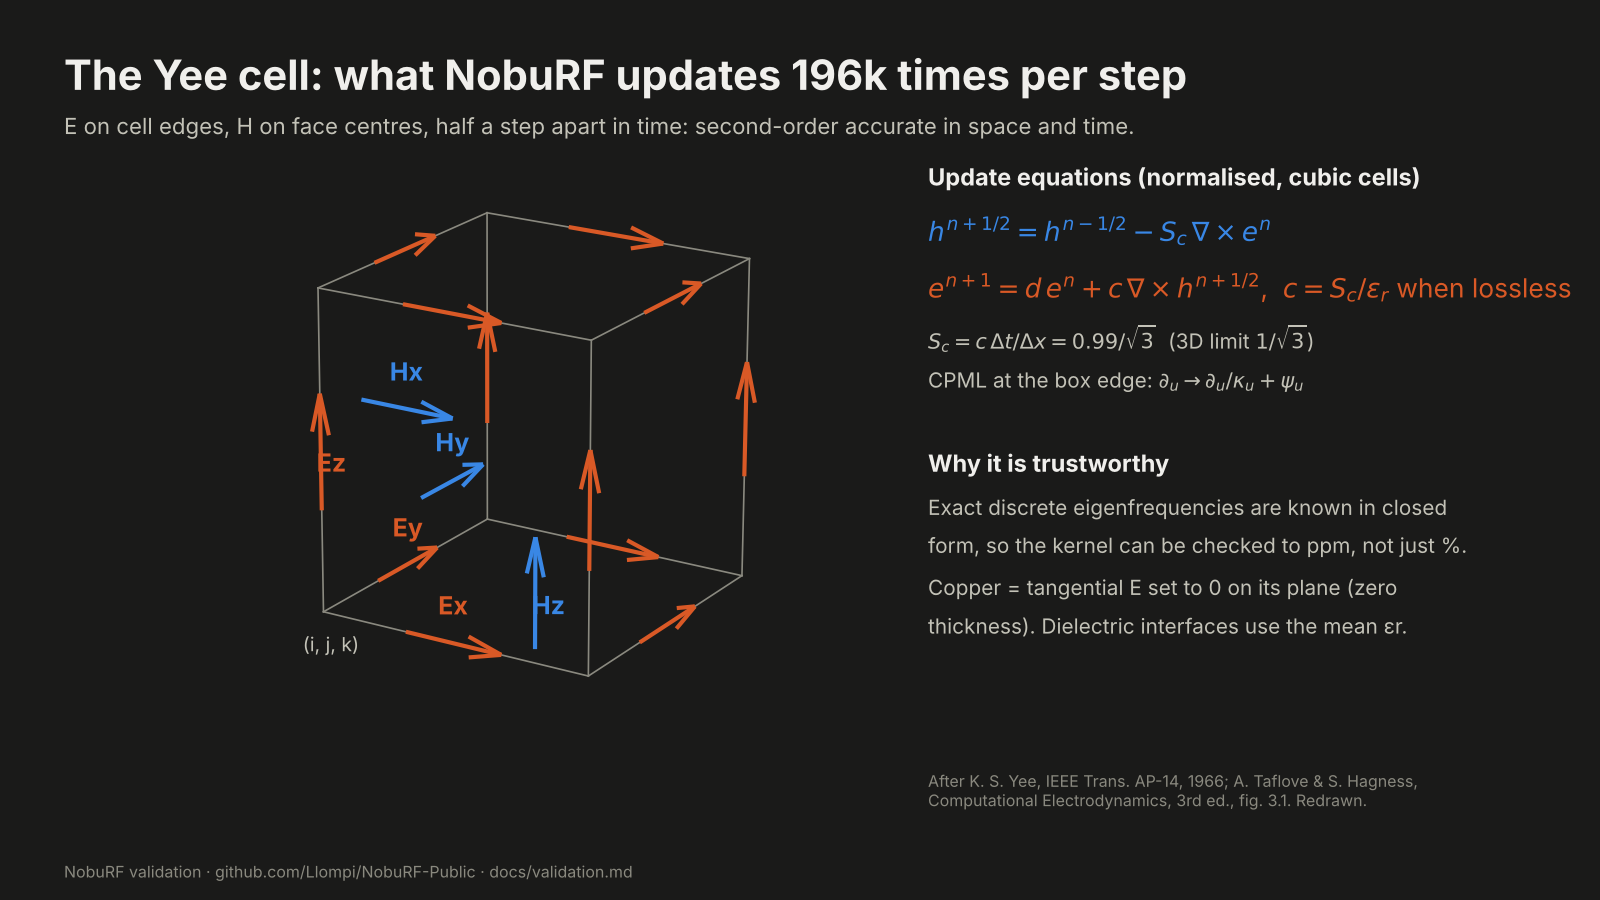 The Yee cell: what NobuRF updates 196k times per step
E on cell edges, H on face centres, half a step apart in time: second-order accurate in space and time.
Hx
Hy
Ez
Ey
Ex
Hz
(i, j, k)
Update equations (normalised, cubic cells)
h^{n+1/2} = h^{n−1/2} − S_c ∇ × e^n
e^{n+1} = d e^n + c ∇ × h^{n+1/2}, c = S_c/ε_r when lossless
S_c = c Δt/Δx = 0.99/√3 (3D limit 1/√3)
CPML at the box edge: ∂_u → ∂_u/κ_u + ψ_u
Why it is trustworthy
Exact discrete eigenfrequencies are known in closed
form, so the kernel can be checked to ppm, not just %.
Copper = tangential E set to 0 on its plane (zero
thickness). Dielectric interfaces use the mean εr.
After K. S. Yee, IEEE Trans. AP-14, 1966; A. Taflove & S. Hagness,
Computational Electrodynamics, 3rd ed., fig. 3.1. Redrawn.
NobuRF validation · github.com/Llompi/NobuRF-Public · docs/validation.md